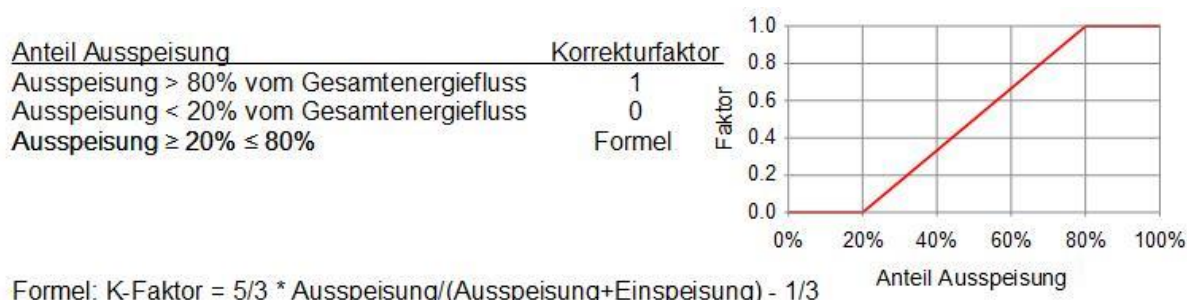 Anteil Ausspeisung Korrekturfaktor
Ausspeisung > 80% vom Gesamtenergiefluss 1
Ausspeisung < 20% vom Gesamtenergiefluss 0
Ausspeisung ≥ 20% ≤ 80% Formel
Formel: K-Faktor = 5/3 * Ausspeisung/(Ausspeisung+Einspeisung) - 1/3
Faktor
1.0
0.8
0.6
0.4
0.2
0.0
0% 20% 40% 60% 80% 100%
Anteil Ausspeisung